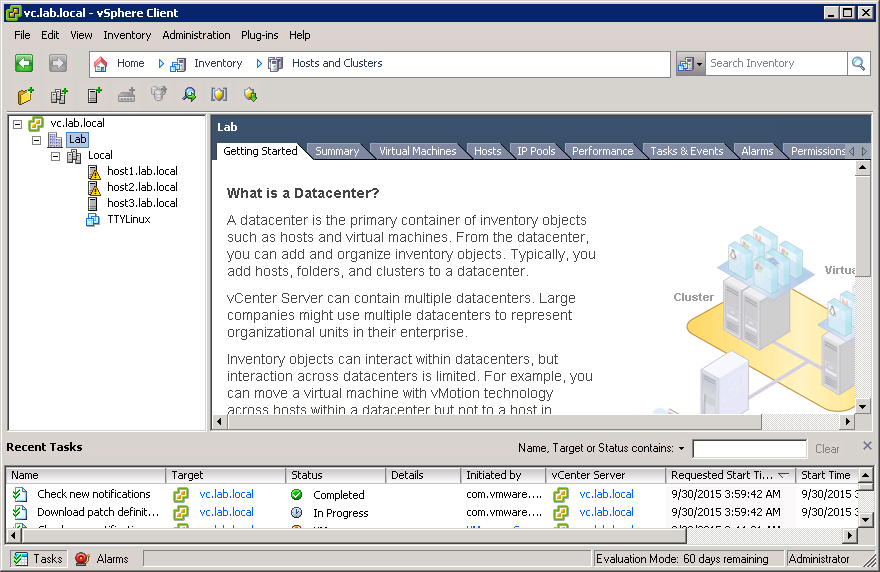 vc.lab.local - vSphere Client
File Edit View Inventory Administration Plug-ins Help
Home Inventory Hosts and Clusters Search Inventory
vc.lab.local
Lab
Local
host1.lab.local
host2.lab.local
host3.lab.local
TTYLinux
Lab
Getting Started Summary Virtual Machines Hosts IP Pools Performance Tasks & Events Alarms Permissions
What is a Datacenter?
A datacenter is the primary container of inventory objects
such as hosts and virtual machines. From the datacenter,
you can add and organize inventory objects. Typically, you
add hosts, folders, and clusters to a datacenter.
vCenter Server can contain multiple datacenters. Large
companies might use multiple datacenters to represent
organizational units in their enterprise.
Inventory objects can interact within datacenters, but
interaction across datacenters is limited. For example, you
can move a virtual machine with vMotion technology
across hosts within a datacenter but not to a host in
Virtua
Cluster
Recent Tasks Name, Target or Status contains: Clear
Name Target Status Details Initiated by vCenter Server Requested Start Ti... Start Time
Check new notifications vc.lab.local Completed com.vmware.... vc.lab.local 9/30/2015 3:59:42 AM 9/30/2015 3
Download patch definit... vc.lab.local In Progress com.vmware.... vc.lab.local 9/30/2015 3:59:42 AM 9/30/2015 3
Tasks Alarms Evaluation Mode: 60 days remaining Administrator